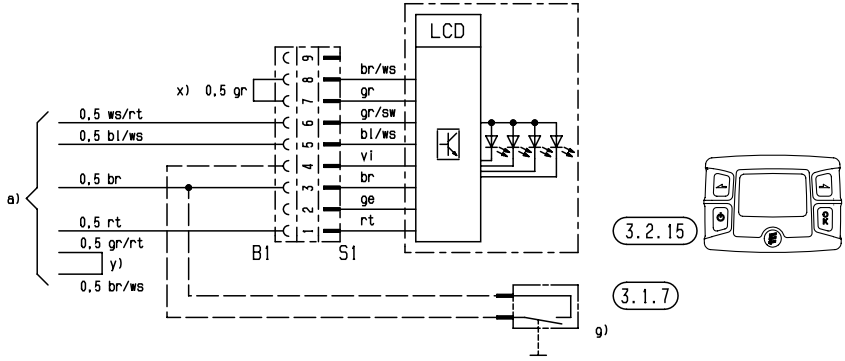 LCD
9
br/ws
x) 0,5 gr
8
gr
7
0,5 ws/rt
gr/sw
6
0,5 bl/ws
bl/ws
5
vi
4
a)
0,5 br
br
3
ge
2
0,5 rt
rt
1
0,5 gr/rt
B1
S1
3.2.15
OK
y)
0,5 br/ws
3.1.7
g)